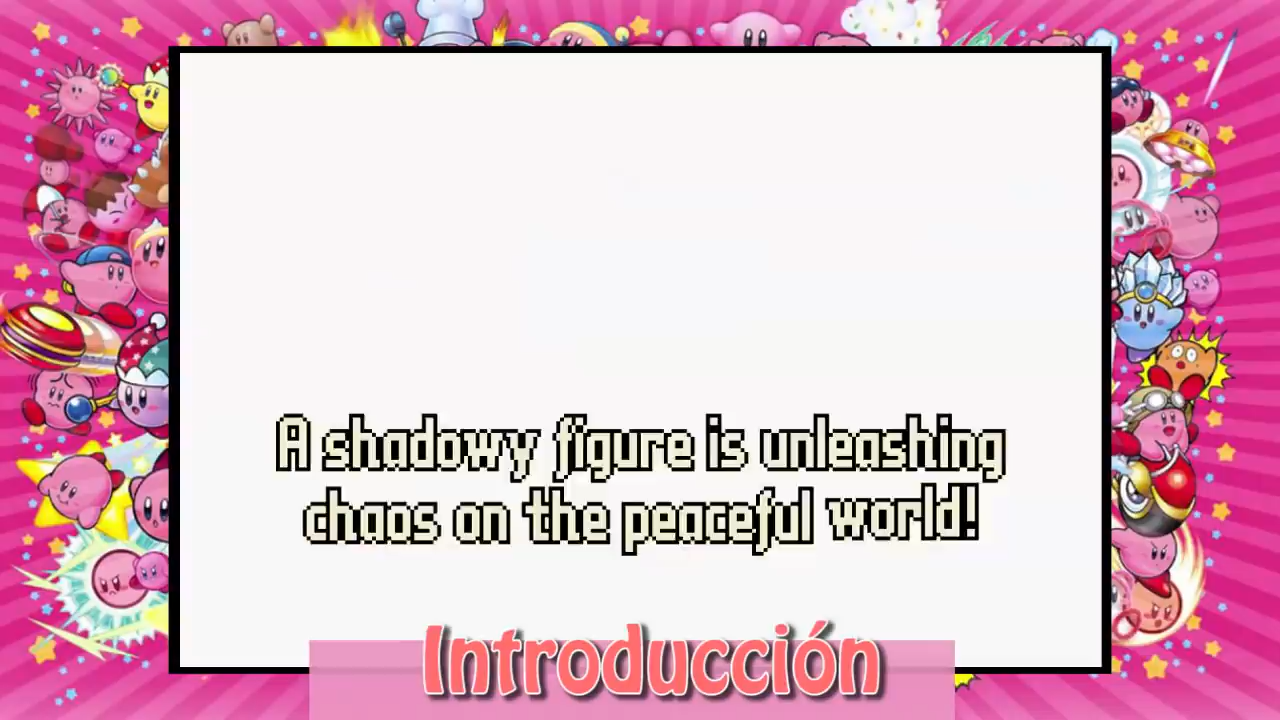 A shadowy figure is unleashing
chaos on the peaceful world!
Introducción